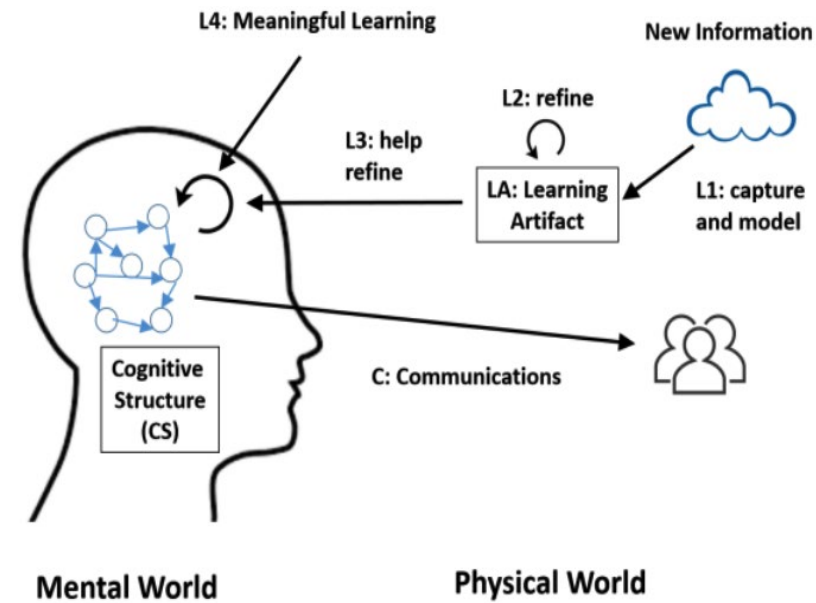 L4: Meaningful Learning
New Information
L2: refine
L3: help
refine
LA: Learning
Artifact
L1: capture
and model
Cognitive
Structure
(CS)
C: Communications
Mental World
Physical World